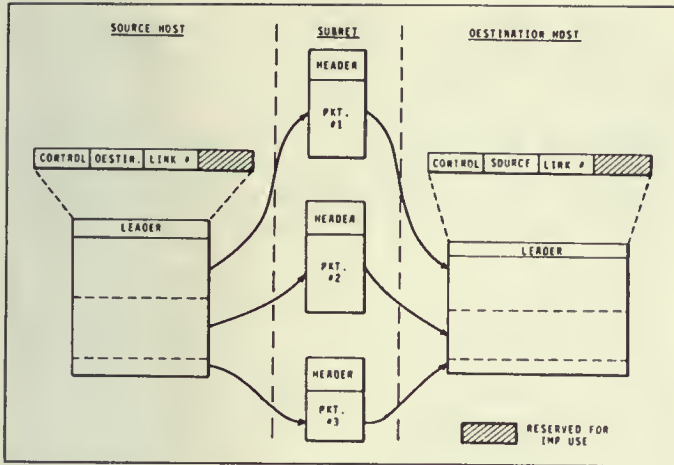 SOURCE HOST
SUBNET
DESTINATION HOST
HEADER
PKT.
#1
CONTROL DESTIN. LINK #
CONTROL SOURCE LINK #
LEADER
HEADER
PKT.
#2
LEADER
HEADER
PKT.
#3
RESERVED FOR
IMP USE